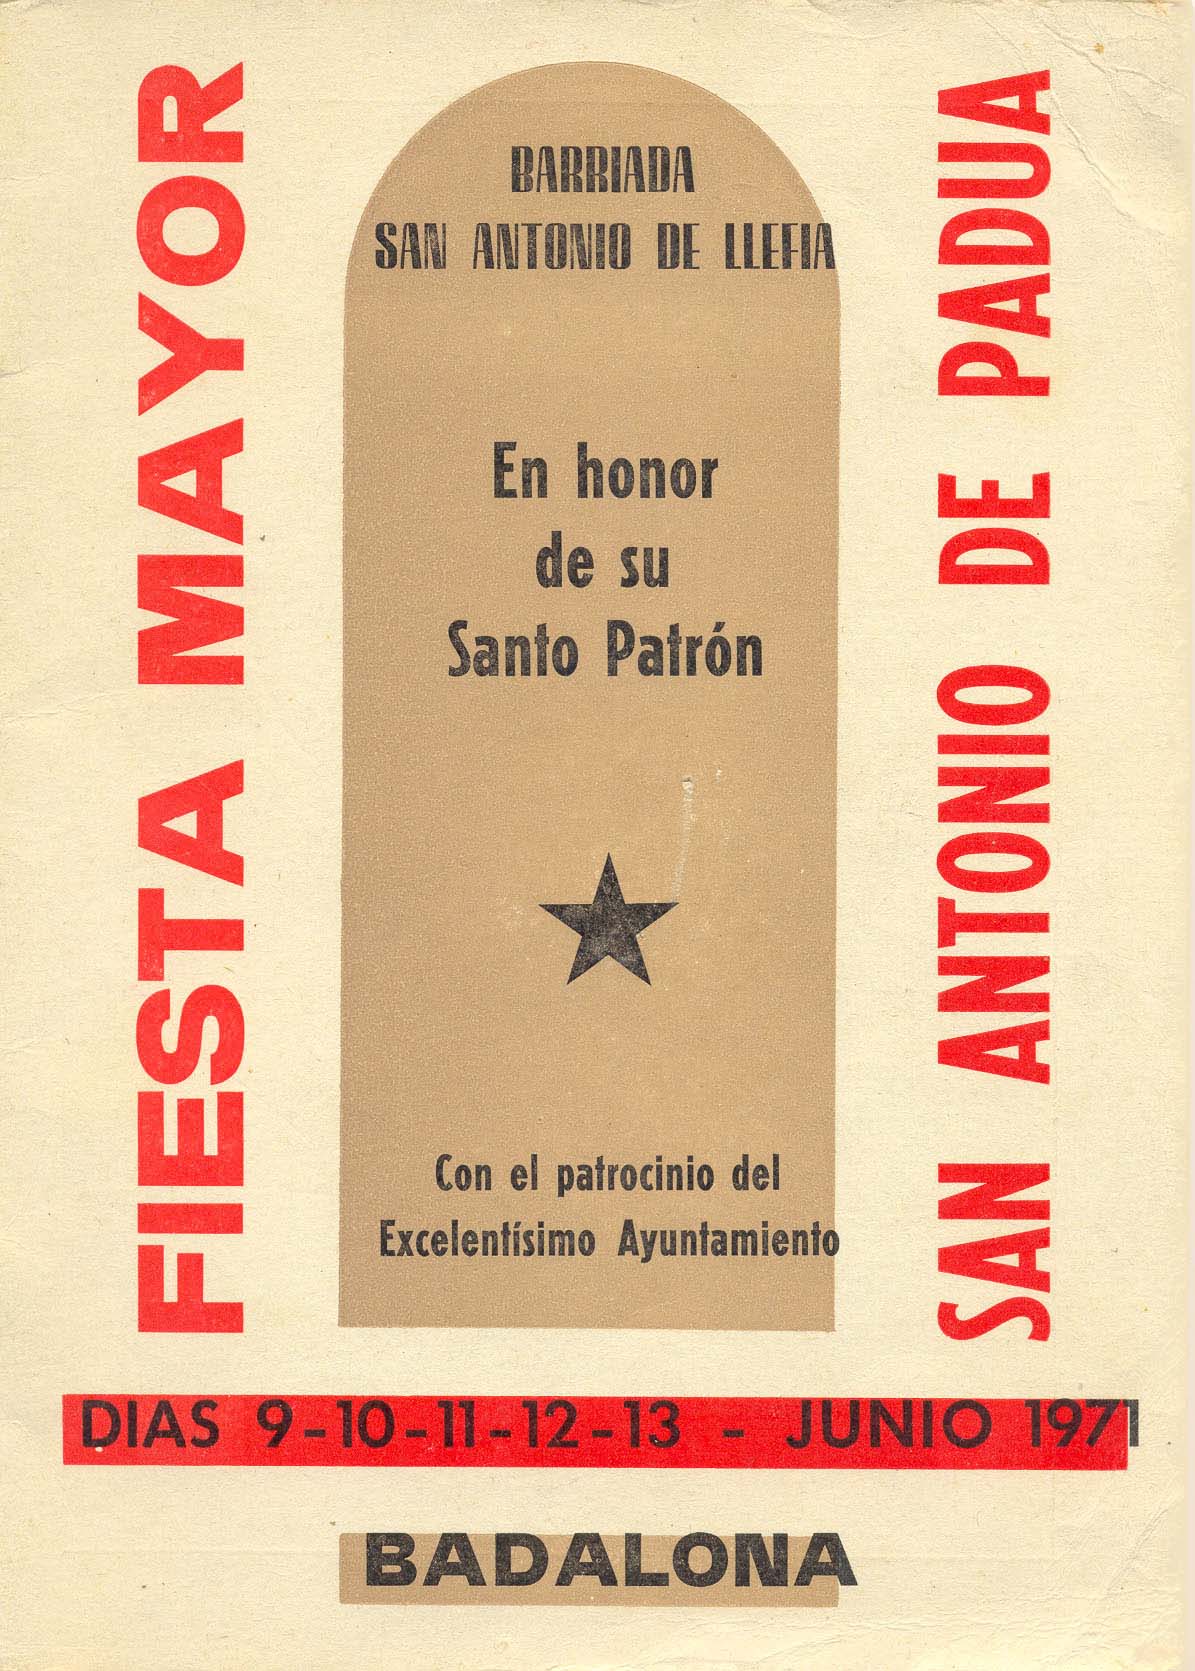 FIESTA MAYOR
BARRIADA
SAN ANTONIO DE LLEFIA
En honor
de su
Santo Patrón
Con el patrocinio del
Excelentísimo Ayuntamiento
SAN ANTONIO DE PADUA
DIAS 9-10-11-12-13 - JUNIO 1971
BADALONA